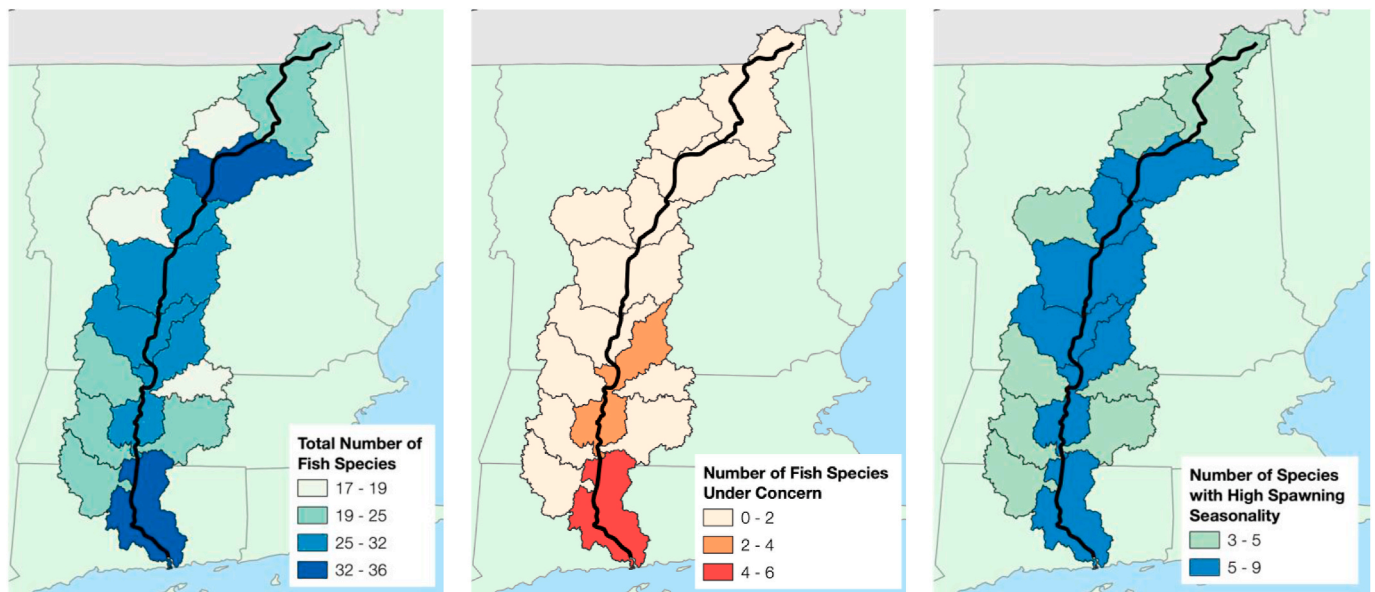 Total Number of
Fish Species
17 - 19
19 - 25
25 - 32
32 - 36
Number of Fish Species
Under Concern
0 - 2
2 - 4
4 - 6
Number of Species
with High Spawning
Seasonality
3 - 5
5 - 9